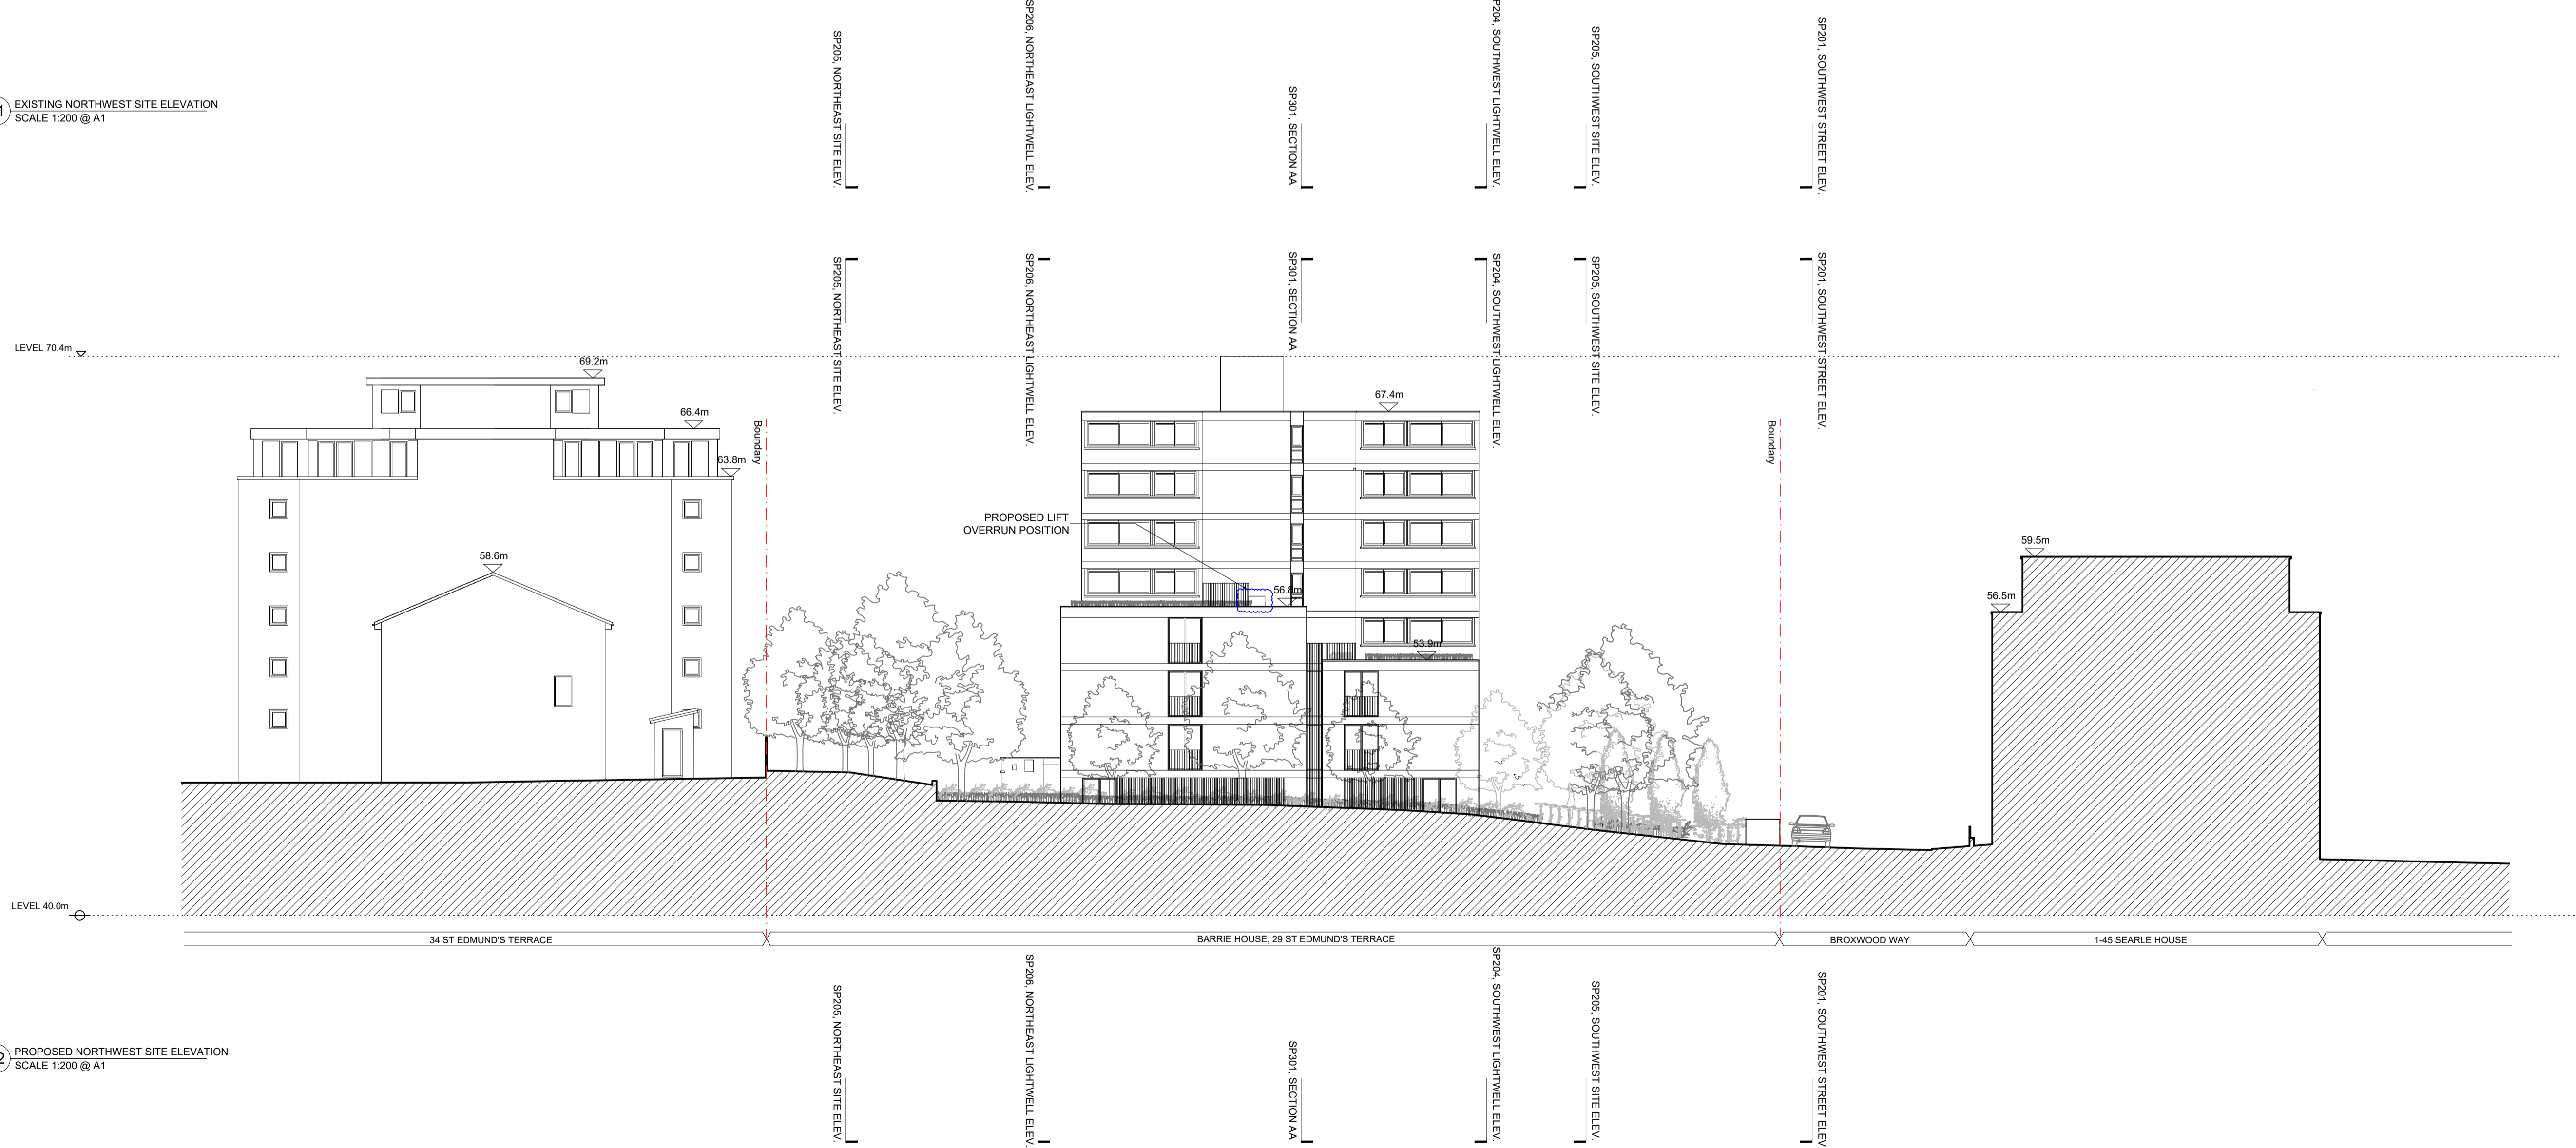 SP205, NORTHEAST SITE ELEV.
SP206, NORTHEAST LIGHTWELL ELEV.
SP301, SECTION AA
SP204, SOUTHWEST LIGHTWELL ELEV.
SP205, SOUTHWEST SITE ELEV.
SP201, SOUTHWEST STREET ELEV.
1
EXISTING NORTHWEST SITE ELEVATION
SCALE 1:200 @ A1
SP205, NORTHEAST SITE ELEV.
SP206, NORTHEAST LIGHTWELL ELEV.
SP301, SECTION AA
SP204, SOUTHWEST LIGHTWELL ELEV.
SP205, SOUTHWEST SITE ELEV.
SP201, SOUTHWEST STREET ELEV.
LEVEL 70.4m
69.2m
67.4m
66.4m
Boundary
Boundary
63.8m
PROPOSED LIFT
OVERRUN POSITION
58.6m
59.5m
56.8m
56.5m
53.9m
LEVEL 40.0m
34 ST EDMUND'S TERRACE
BARRIE HOUSE, 29 ST EDMUND'S TERRACE
BROXWOOD WAY
1-45 SEARLE HOUSE
SP205, NORTHEAST SITE ELEV.
SP206, NORTHEAST LIGHTWELL ELEV.
SP301, SECTION AA
SP204, SOUTHWEST LIGHTWELL ELEV.
SP205, SOUTHWEST SITE ELEV.
SP201, SOUTHWEST STREET ELEV.
2
PROPOSED NORTHWEST SITE ELEVATION
SCALE 1:200 @ A1